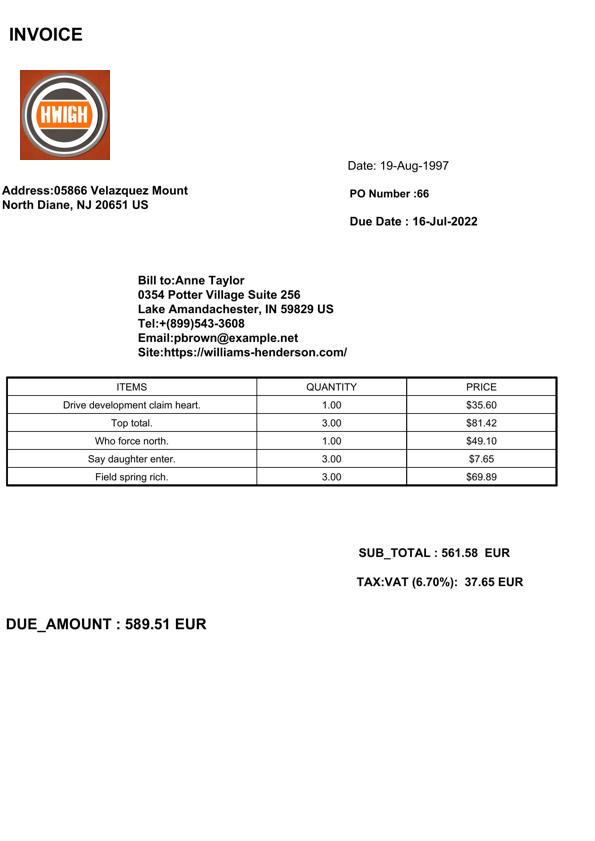 INVOICE
HWIGH
Date: 19-Aug-1997
Address:05866 Velazquez Mount
North Diane, NJ 20651 US
PO Number :66
Due Date : 16-Jul-2022
Bill to:Anne Taylor
0354 Potter Village Suite 256
Lake Amandachester, IN 59829 US
Tel:+(899)543-3608
Email:pbrown@example.net
Site:https://williams-henderson.com/
ITEMS QUANTITY PRICE
Drive development claim heart. 1.00 $35.60
Top total. 3.00 $81.42
Who force north. 1.00 $49.10
Say daughter enter. 3.00 $7.65
Field spring rich. 3.00 $69.89
SUB_TOTAL : 561.58 EUR
TAX:VAT (6.70%): 37.65 EUR
DUE_AMOUNT : 589.51 EUR